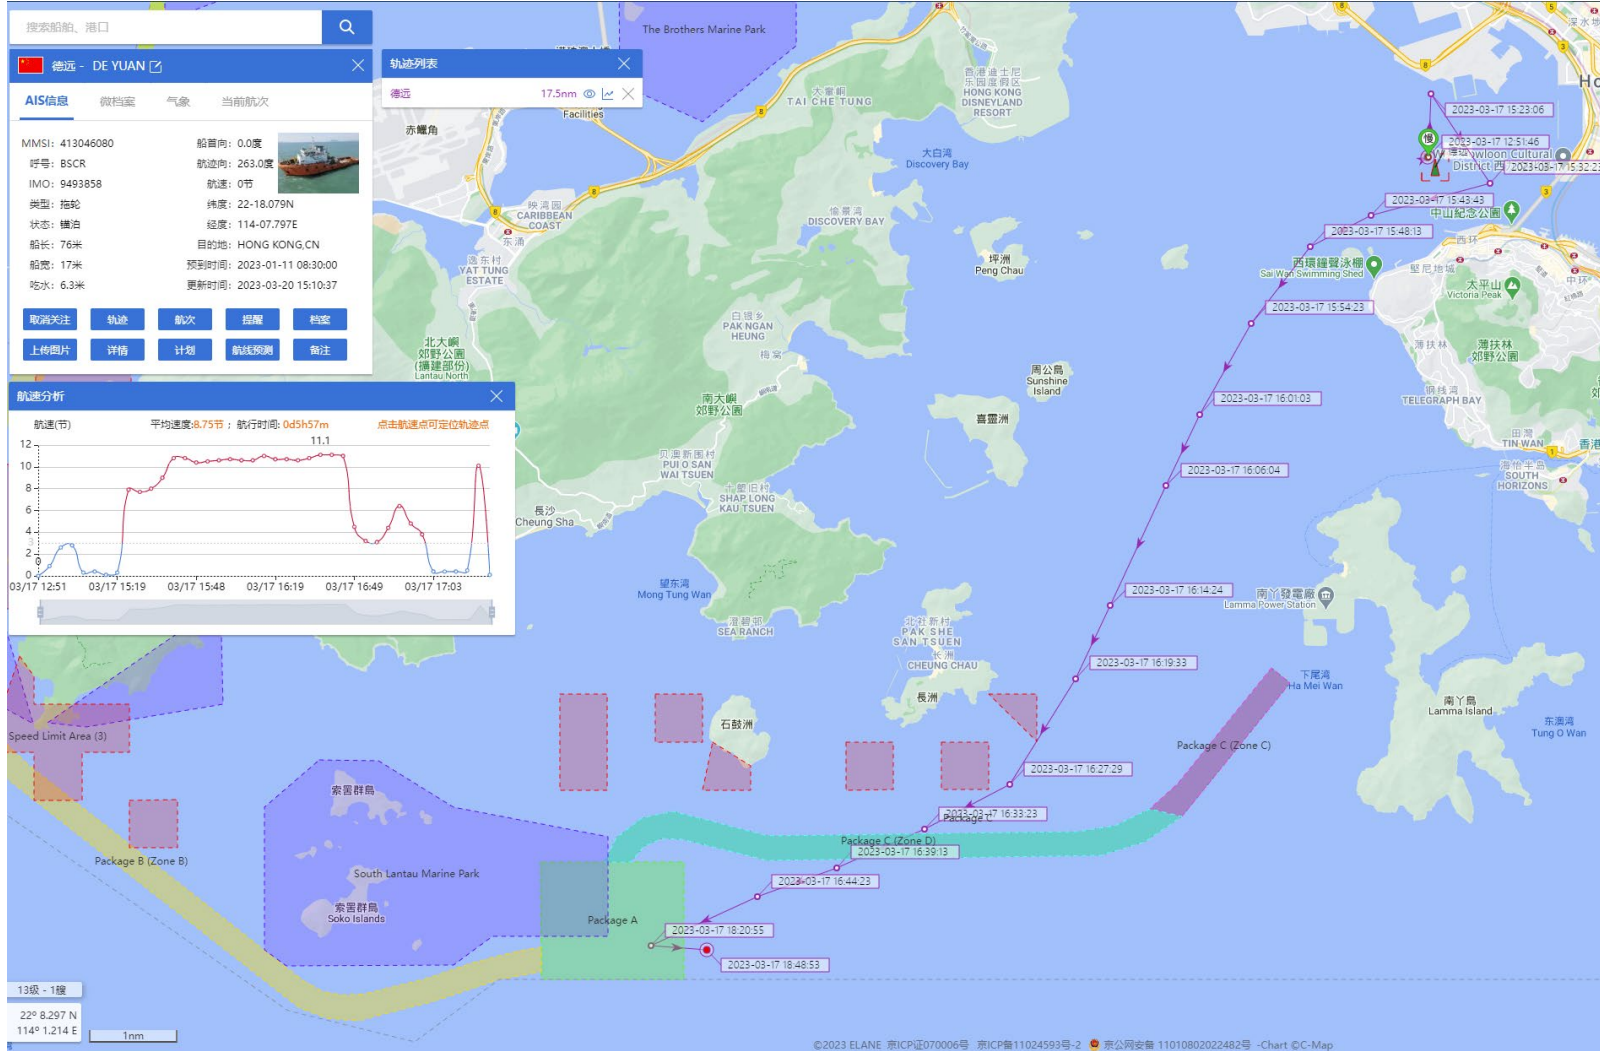 搜索船舶、港口
德远 - DE YUAN
AIS信息
微档案
气象
当前航次
MMSI: 413046080
船首向: 0.0度
呼号: BSCR
航迹向: 263.0度
IMO: 9493858
航速: 0节
类型: 拖轮
纬度: 22-18.079N
状态: 锚泊
经度: 114-07.797E
船长: 76米
目的地: HONG KONG,CN
船宽: 17米
预到时间: 2023-01-11 08:30:00
吃水: 6.3米
更新时间: 2023-03-20 15:10:37
取消关注
轨迹
航次
提醒
档案
上传图片
详情
计划
航线预测
备注
轨迹列表
德远
17.5nm
航速分析
航速(节)
平均速度:8.75节 ; 航行时间: 0d5h57m
点击航速点可定位轨迹点
11.1
12
10
8
6
4
3
2
0
0
03/17 12:51
03/17 15:19
03/17 15:48
03/17 16:19
03/17 16:49
03/17 17:03
The Brothers Marine Park
Facilities
赤鱲角
大輋峒
TAI CHE TUNG
香港迪士尼
乐园度假区
HONG KONG
DISNEYLAND
RESORT
大白湾
Discovery Bay
愉景湾
DISCOVERY BAY
映湾园
CARIBBEAN
COAST
东涌
逸东村
YAT TUNG
ESTATE
坪洲
Peng Chau
北大嶼
郊野公園
(擴建部份)
Lantau North
白银乡
PAK NGAN
HEUNG
梅窝
南大嶼
郊野公園
周公島
Sunshine
Island
喜靈洲
贝澳新围村
PUI O SAN
WAI TSUEN
十塱旧村
SHAP LONG
KAU TSUEN
長沙
Cheung Sha
望东湾
Mong Tung Wan
澄碧邨
SEA RANCH
北社新村
PAK SHE
SAN TSUEN
长洲
CHEUNG CHAU
長洲
石鼓洲
慢
2023-03-17 15:23:06
2023-03-17 12:51:46
Kowloon Cultural
District
2023-03-17 15:32:23
2023-03-17 15:43:43
中山紀念公園
2023-03-17 15:48:13
西環鐘聲泳棚
Sai Wan Swimming Shed
西环
堅尼地城
中环
太平山
Victoria Peak
2023-03-17 15:54:23
薄扶林
薄扶林
郊野公園
钢线湾
TELEGRAPH BAY
2023-03-17 16:01:03
田灣
TIN WAN
香港
海怡半岛
SOUTH
HORIZONS
2023-03-17 16:06:04
2023-03-17 16:14:24
南丫發電廠
Lamma Power Station
2023-03-17 16:19:33
下尾湾
Ha Mei Wan
南丫島
Lamma Island
东澳湾
Tung O Wan
Package C (Zone C)
2023-03-17 16:27:29
2023-03-17 16:33:23
Package C
Package C (Zone D)
2023-03-17 16:39:13
2023-03-17 16:44:23
Package A
2023-03-17 18:20:55
2023-03-17 18:48:53
Speed Limit Area (3)
Package B (Zone B)
索罟群島
South Lantau Marine Park
索罟群島
Soko Islands
13级 - 1艘
22º 8.297 N
114º 1.214 E
1nm
©2023 ELANE 京ICP证070006号 京ICP备11024593号-2 京公网安备 11010802022482号 -Chart ©C-Map